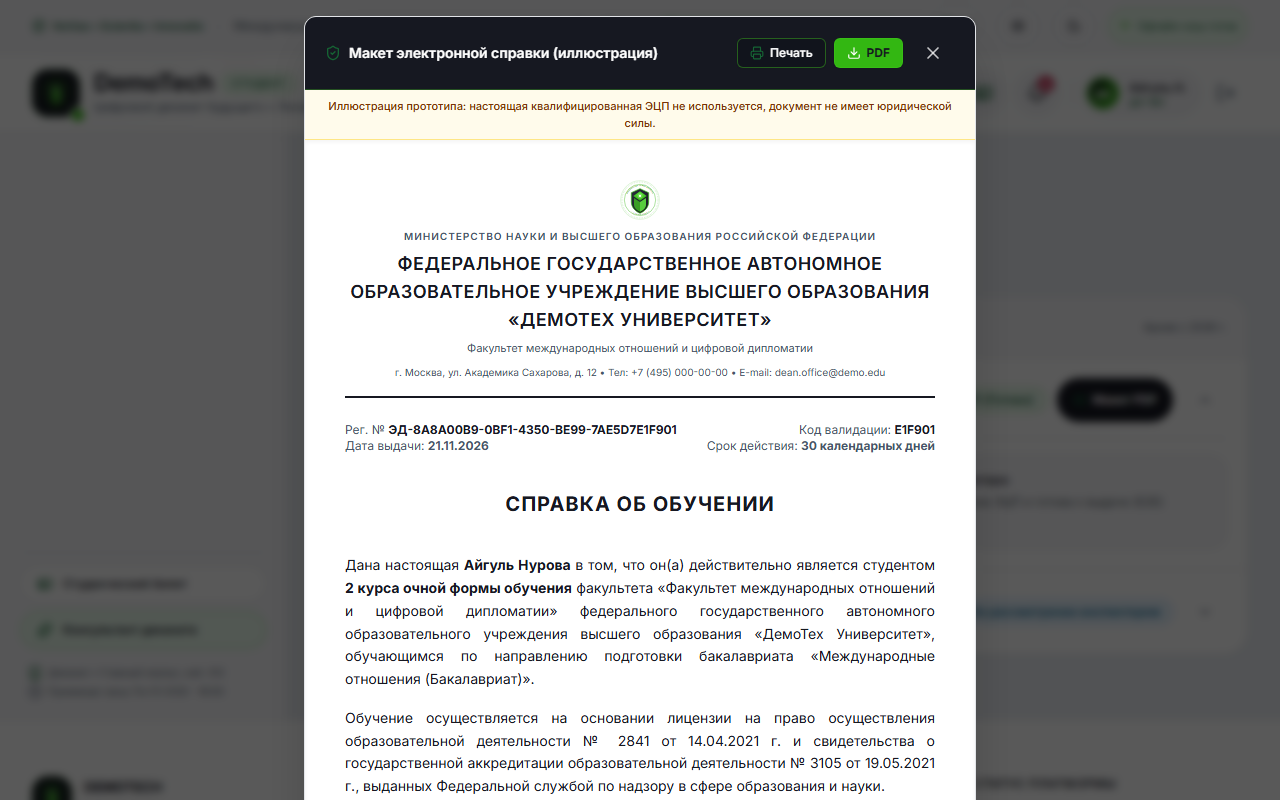 Макет электронной справки (иллюстрация)
Печать
PDF
Иллюстрация прототипа: настоящая квалифицированная ЭЦП не используется, документ не имеет юридической
силы.
МИНИСТЕРСТВО НАУКИ И ВЫСШЕГО ОБРАЗОВАНИЯ РОССИЙСКОЙ ФЕДЕРАЦИИ
ФЕДЕРАЛЬНОЕ ГОСУДАРСТВЕННОЕ АВТОНОМНОЕ
ОБРАЗОВАТЕЛЬНОЕ УЧРЕЖДЕНИЕ ВЫСШЕГО ОБРАЗОВАНИЯ
«ДЕМОТЕХ УНИВЕРСИТЕТ»
Факультет международных отношений и цифровой дипломатии
г. Москва, ул. Академика Сахарова, д. 12 • Тел: +7 (495) 000-00-00 • E-mail: dean.office@demo.edu
Рег. № ЭД-8A8A00B9-0BF1-4350-BE99-7AE5D7E1F901
Код валидации: E1F901
Дата выдачи: 21.11.2026
Срок действия: 30 календарных дней
СПРАВКА ОБ ОБУЧЕНИИ
Дана настоящая Айгуль Нурова в том, что он(а) действительно является студентом
2 курса очной формы обучения факультета «Факультет международных отношений
и цифровой дипломатии» федерального государственного автономного
образовательного учреждения высшего образования «ДемоТех Университет»,
обучающимся по направлению подготовки бакалавриата «Международные
отношения (Бакалавриат)».
Обучение осуществляется на основании лицензии на право осуществления
образовательной деятельности № 2841 от 14.04.2021 г. и свидетельства о
государственной аккредитации образовательной деятельности № 3105 от 19.05.2021
г., выданных Федеральной службой по надзору в сфере образования и науки.
DemoTech
DEMOTECH